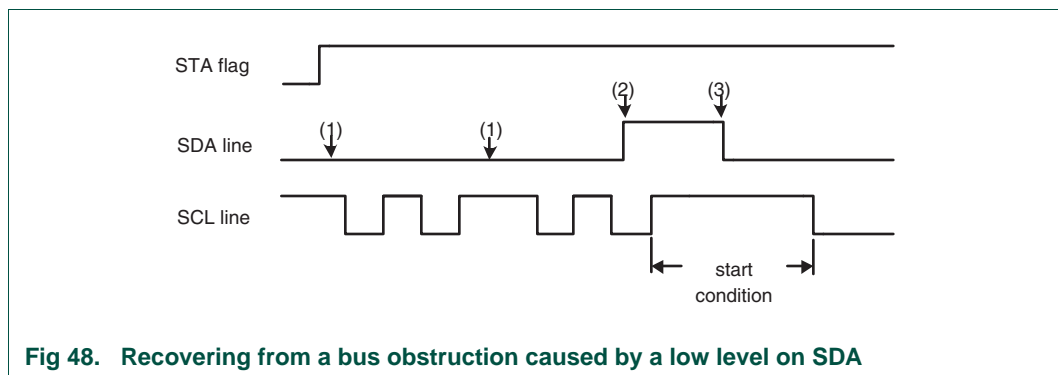 STA flag
(2) (3)
(1) (1)
SDA line
SCL line
start
condition
Fig 48. Recovering from a bus obstruction caused by a low level on SDA